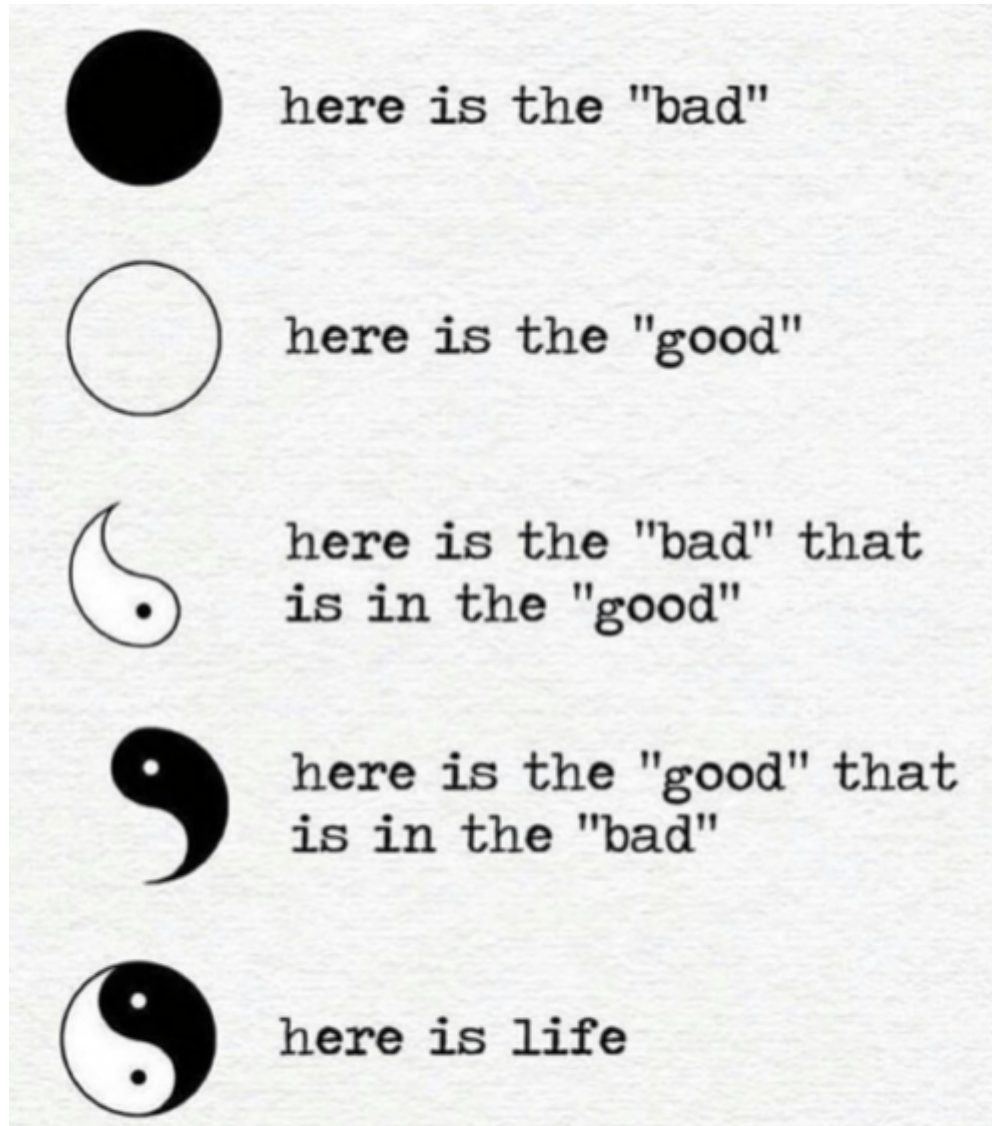 here is the "bad"
here is the "good"
here is the "bad" that
is in the "good"
here is the "good" that
is in the "bad"
here is life